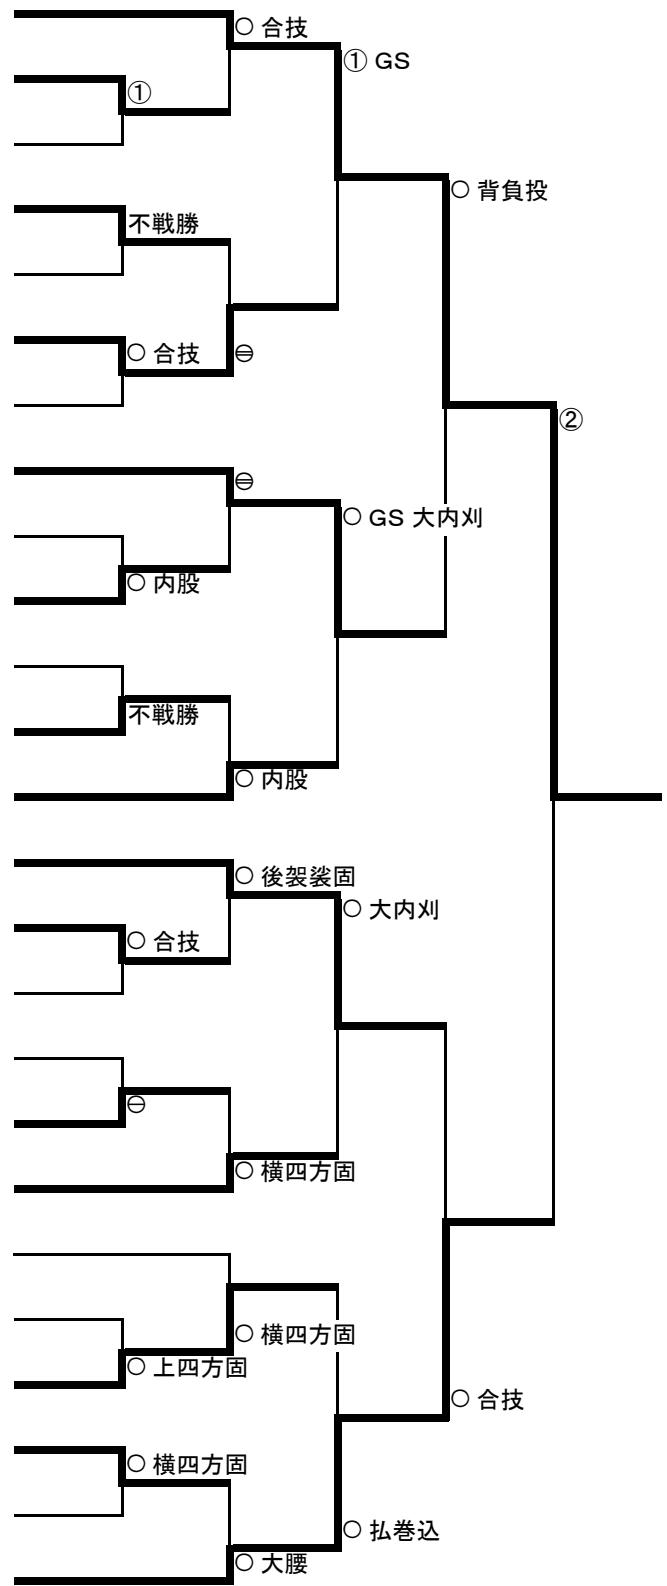 ○ 合技
① GS
①
○ 背負投
不戦勝
○ 合技
⊖
②
⊖
○ GS 大内刈
○ 内股
不戦勝
○ 内股
○ 後袈裟固
○ 大内刈
○ 合技
⊖
○ 横四方固
○ 横四方固
○ 上四方固
○ 合技
○ 横四方固
○ 払巻込
○ 大腰